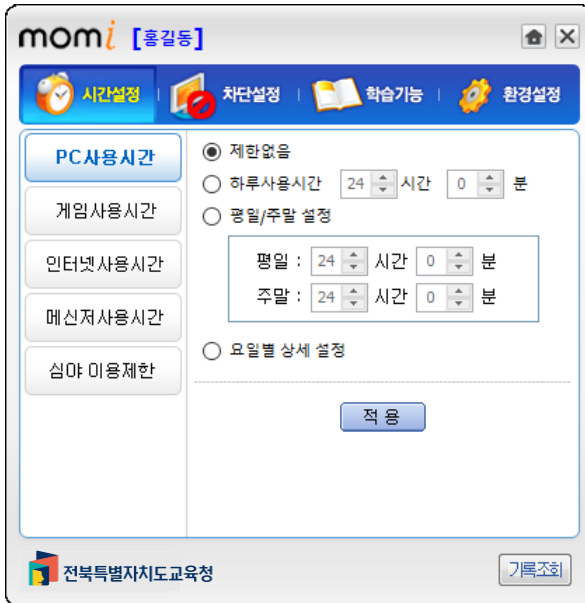 momi [홍길동]
시간설정 차단설정 학습기능 환경설정
PC사용시간
게임사용시간
인터넷사용시간
메신저사용시간
심야 이용제한
제한없음
하루사용시간 24 시간 0 분
평일/주말 설정
평일 : 24 시간 0 분
주말 : 24 시간 0 분
요일별 상세 설정
적 용
전북특별자치도교육청
기록조회